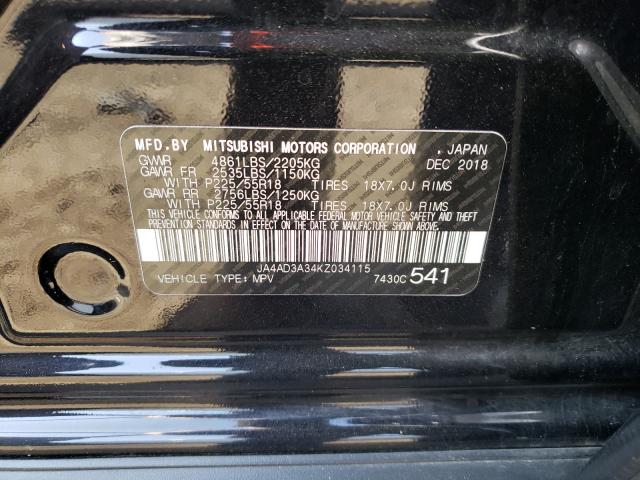 MFD.BY MITSUBISHI MOTORS CORPORATION . JAPAN
GVWR 4861LBS/2205KG DEC 2018
GAWR FR 2535LBS/1150KG
WITH P225/55R18 TIRES 18X7.0J RIMS
GAWR RR 2756LBS/1250KG
WITH P225/55R18 TIRES 18X7.0J RIMS
THIS VEHICLE CONFORMS TO ALL APPLICABLE FEDERAL MOTOR VEHICLE SAFETY AND
THEFT PREVENTION STANDARDS IN EFFECT ON THE DATE OF MANUFACTURE SHOWN ABOVE.
JA4AD3A34KZ034115
VEHICLE TYPE: MPV 7430C 541